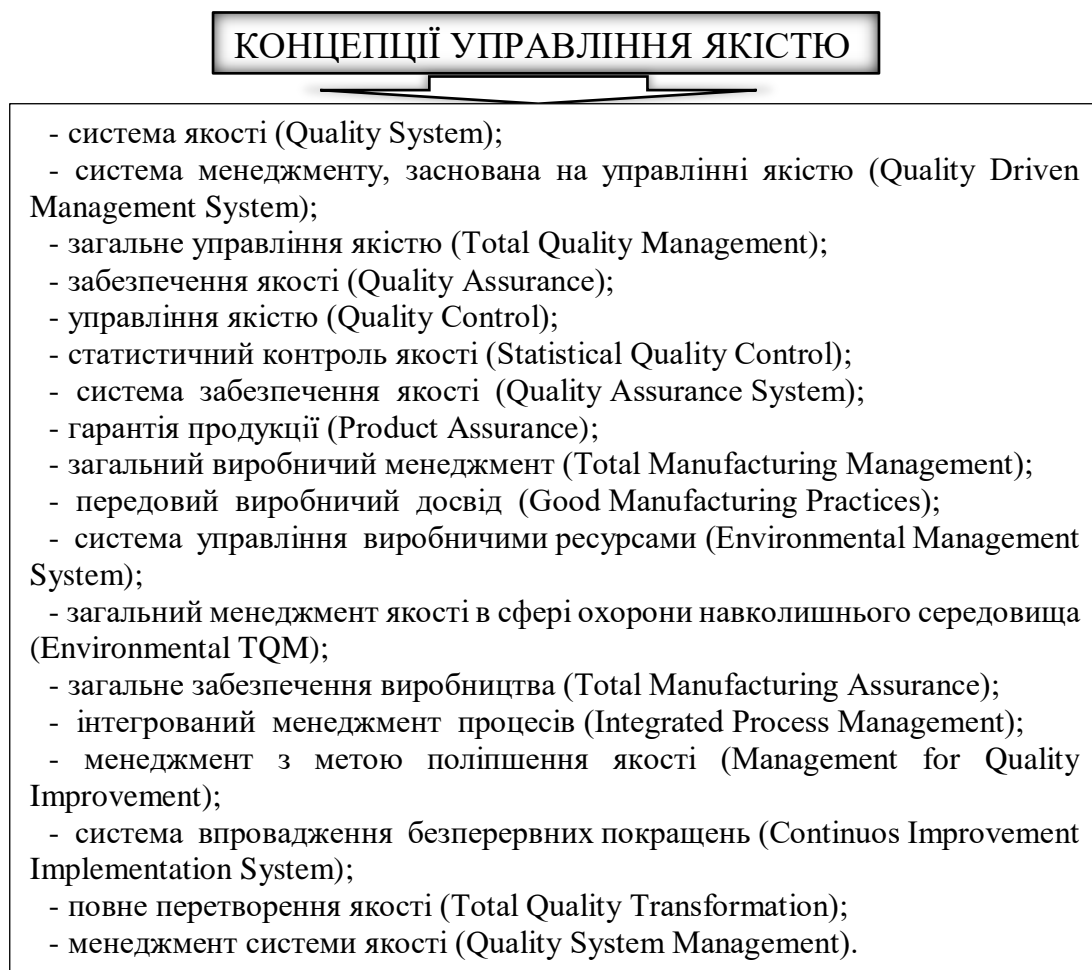 КОНЦЕПЦІЇ УПРАВЛІННЯ ЯКІСТЮ
- система якості (Quality System);
- система менеджменту, заснована на управлінні якістю (Quality Driven
Management System);
- загальне управління якістю (Total Quality Management);
- забезпечення якості (Quality Assurance);
- управління якістю (Quality Control);
- статистичний контроль якості (Statistical Quality Control);
- система забезпечення якості (Quality Assurance System);
- гарантія продукції (Product Assurance);
- загальний виробничий менеджмент (Total Manufacturing Management);
- передовий виробничий досвід (Good Manufacturing Practices);
- система управління виробничими ресурсами (Environmental Management
System);
- загальний менеджмент якості в сфері охорони навколишнього середовища
(Environmental TQM);
- загальне забезпечення виробництва (Total Manufacturing Assurance);
- інтегрований менеджмент процесів (Integrated Process Management);
- менеджмент з метою поліпшення якості (Management for Quality
Improvement);
- система впровадження безперервних покращень (Continuos Improvement
Implementation System);
- повне перетворення якості (Total Quality Transformation);
- менеджмент системи якості (Quality System Management).